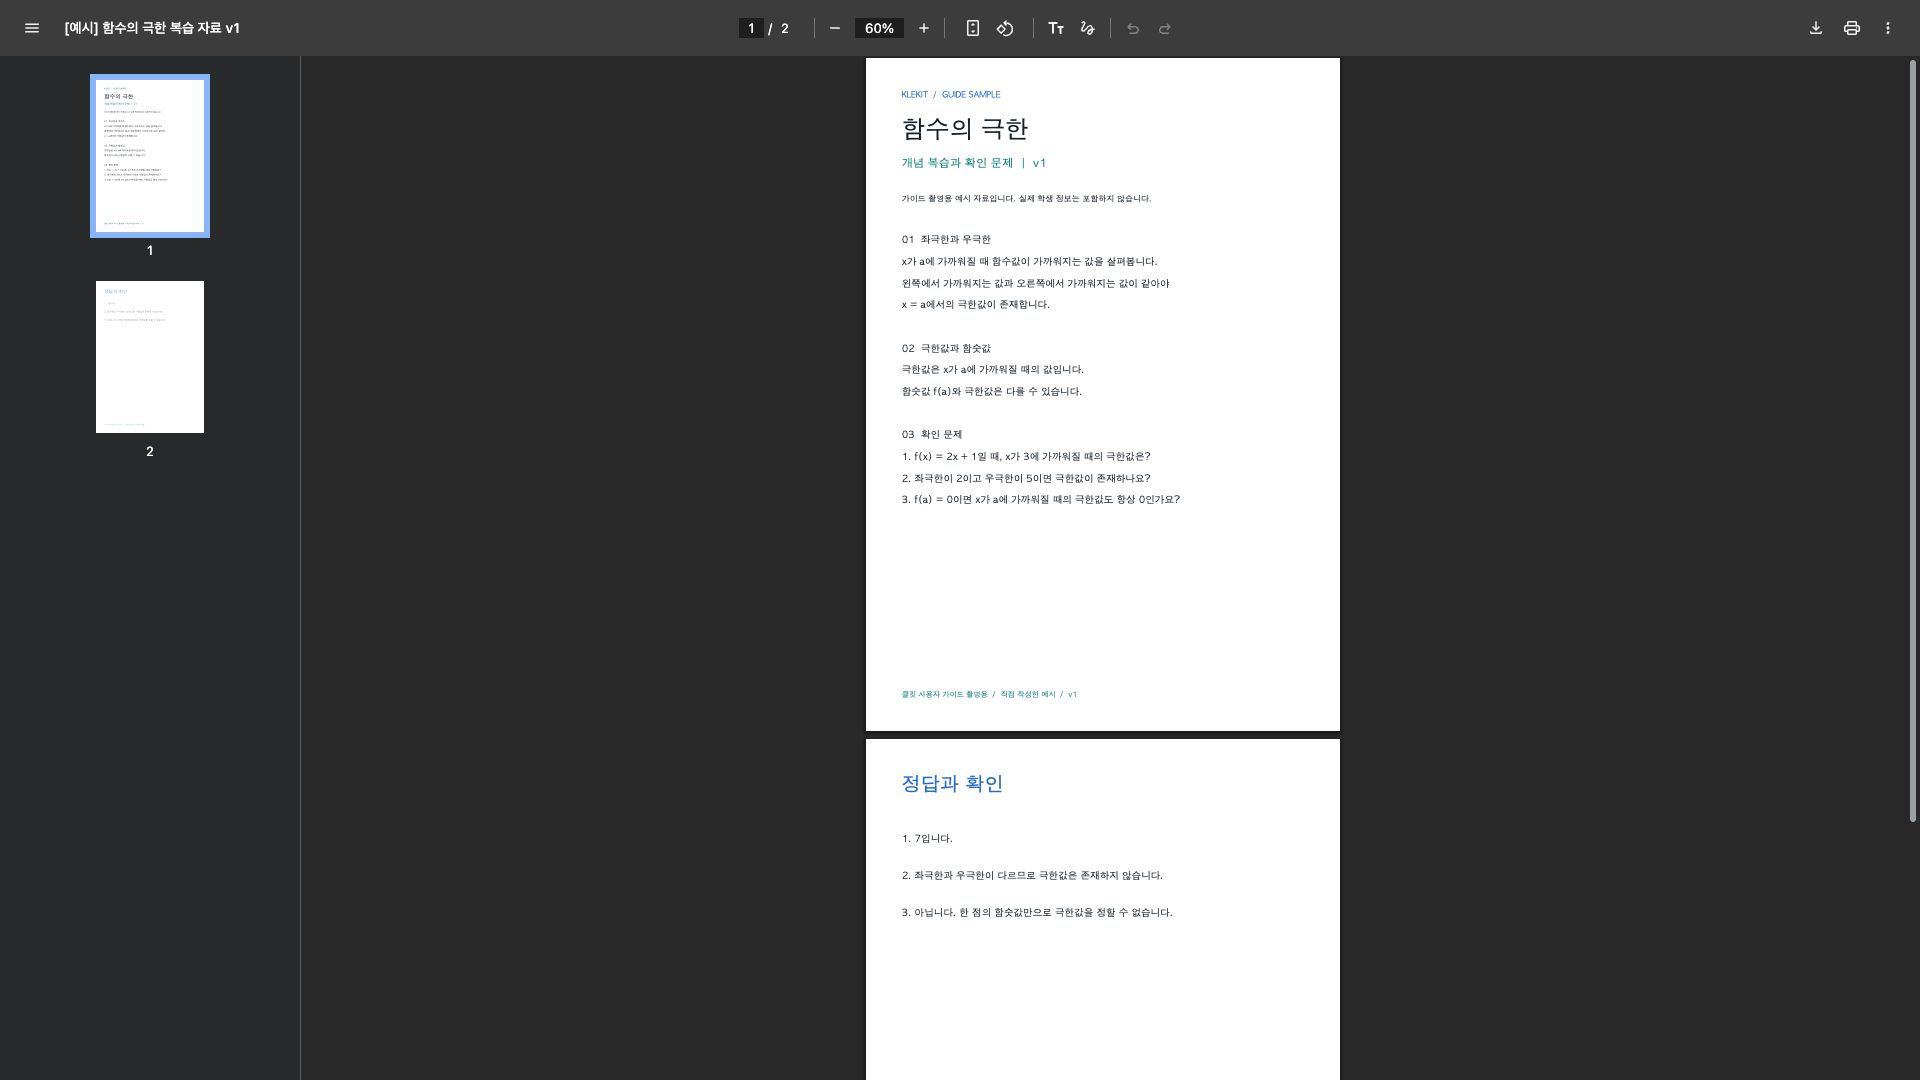 [예시] 함수의 극한 복습 자료 v1
1 / 2
60%
1
2
KLEKIT / GUIDE SAMPLE
함수의 극한
개념 복습과 확인 문제 | v1
가이드 촬영용 예시 자료입니다. 실제 학생 정보는 포함하지 않습니다.
01 좌극한과 우극한
x가 a에 가까워질 때 함수값이 가까워지는 값을 살펴봅니다.
왼쪽에서 가까워지는 값과 오른쪽에서 가까워지는 값이 같아야
x = a에서의 극한값이 존재합니다.
02 극한값과 함숫값
극한값은 x가 a에 가까워질 때의 값입니다.
함숫값 f(a)와 극한값은 다를 수 있습니다.
03 확인 문제
1. f(x) = 2x + 1일 때, x가 3에 가까워질 때의 극한값은?
2. 좌극한이 2이고 우극한이 5이면 극한값이 존재하나요?
3. f(a) = 0이면 x가 a에 가까워질 때의 극한값도 항상 0인가요?
클킷 사용자 가이드 촬영용 / 직접 작성한 예시 / v1
정답과 확인
1. 7입니다.
2. 좌극한과 우극한이 다르므로 극한값은 존재하지 않습니다.
3. 아닙니다. 한 점의 함숫값만으로 극한값을 정할 수 없습니다.